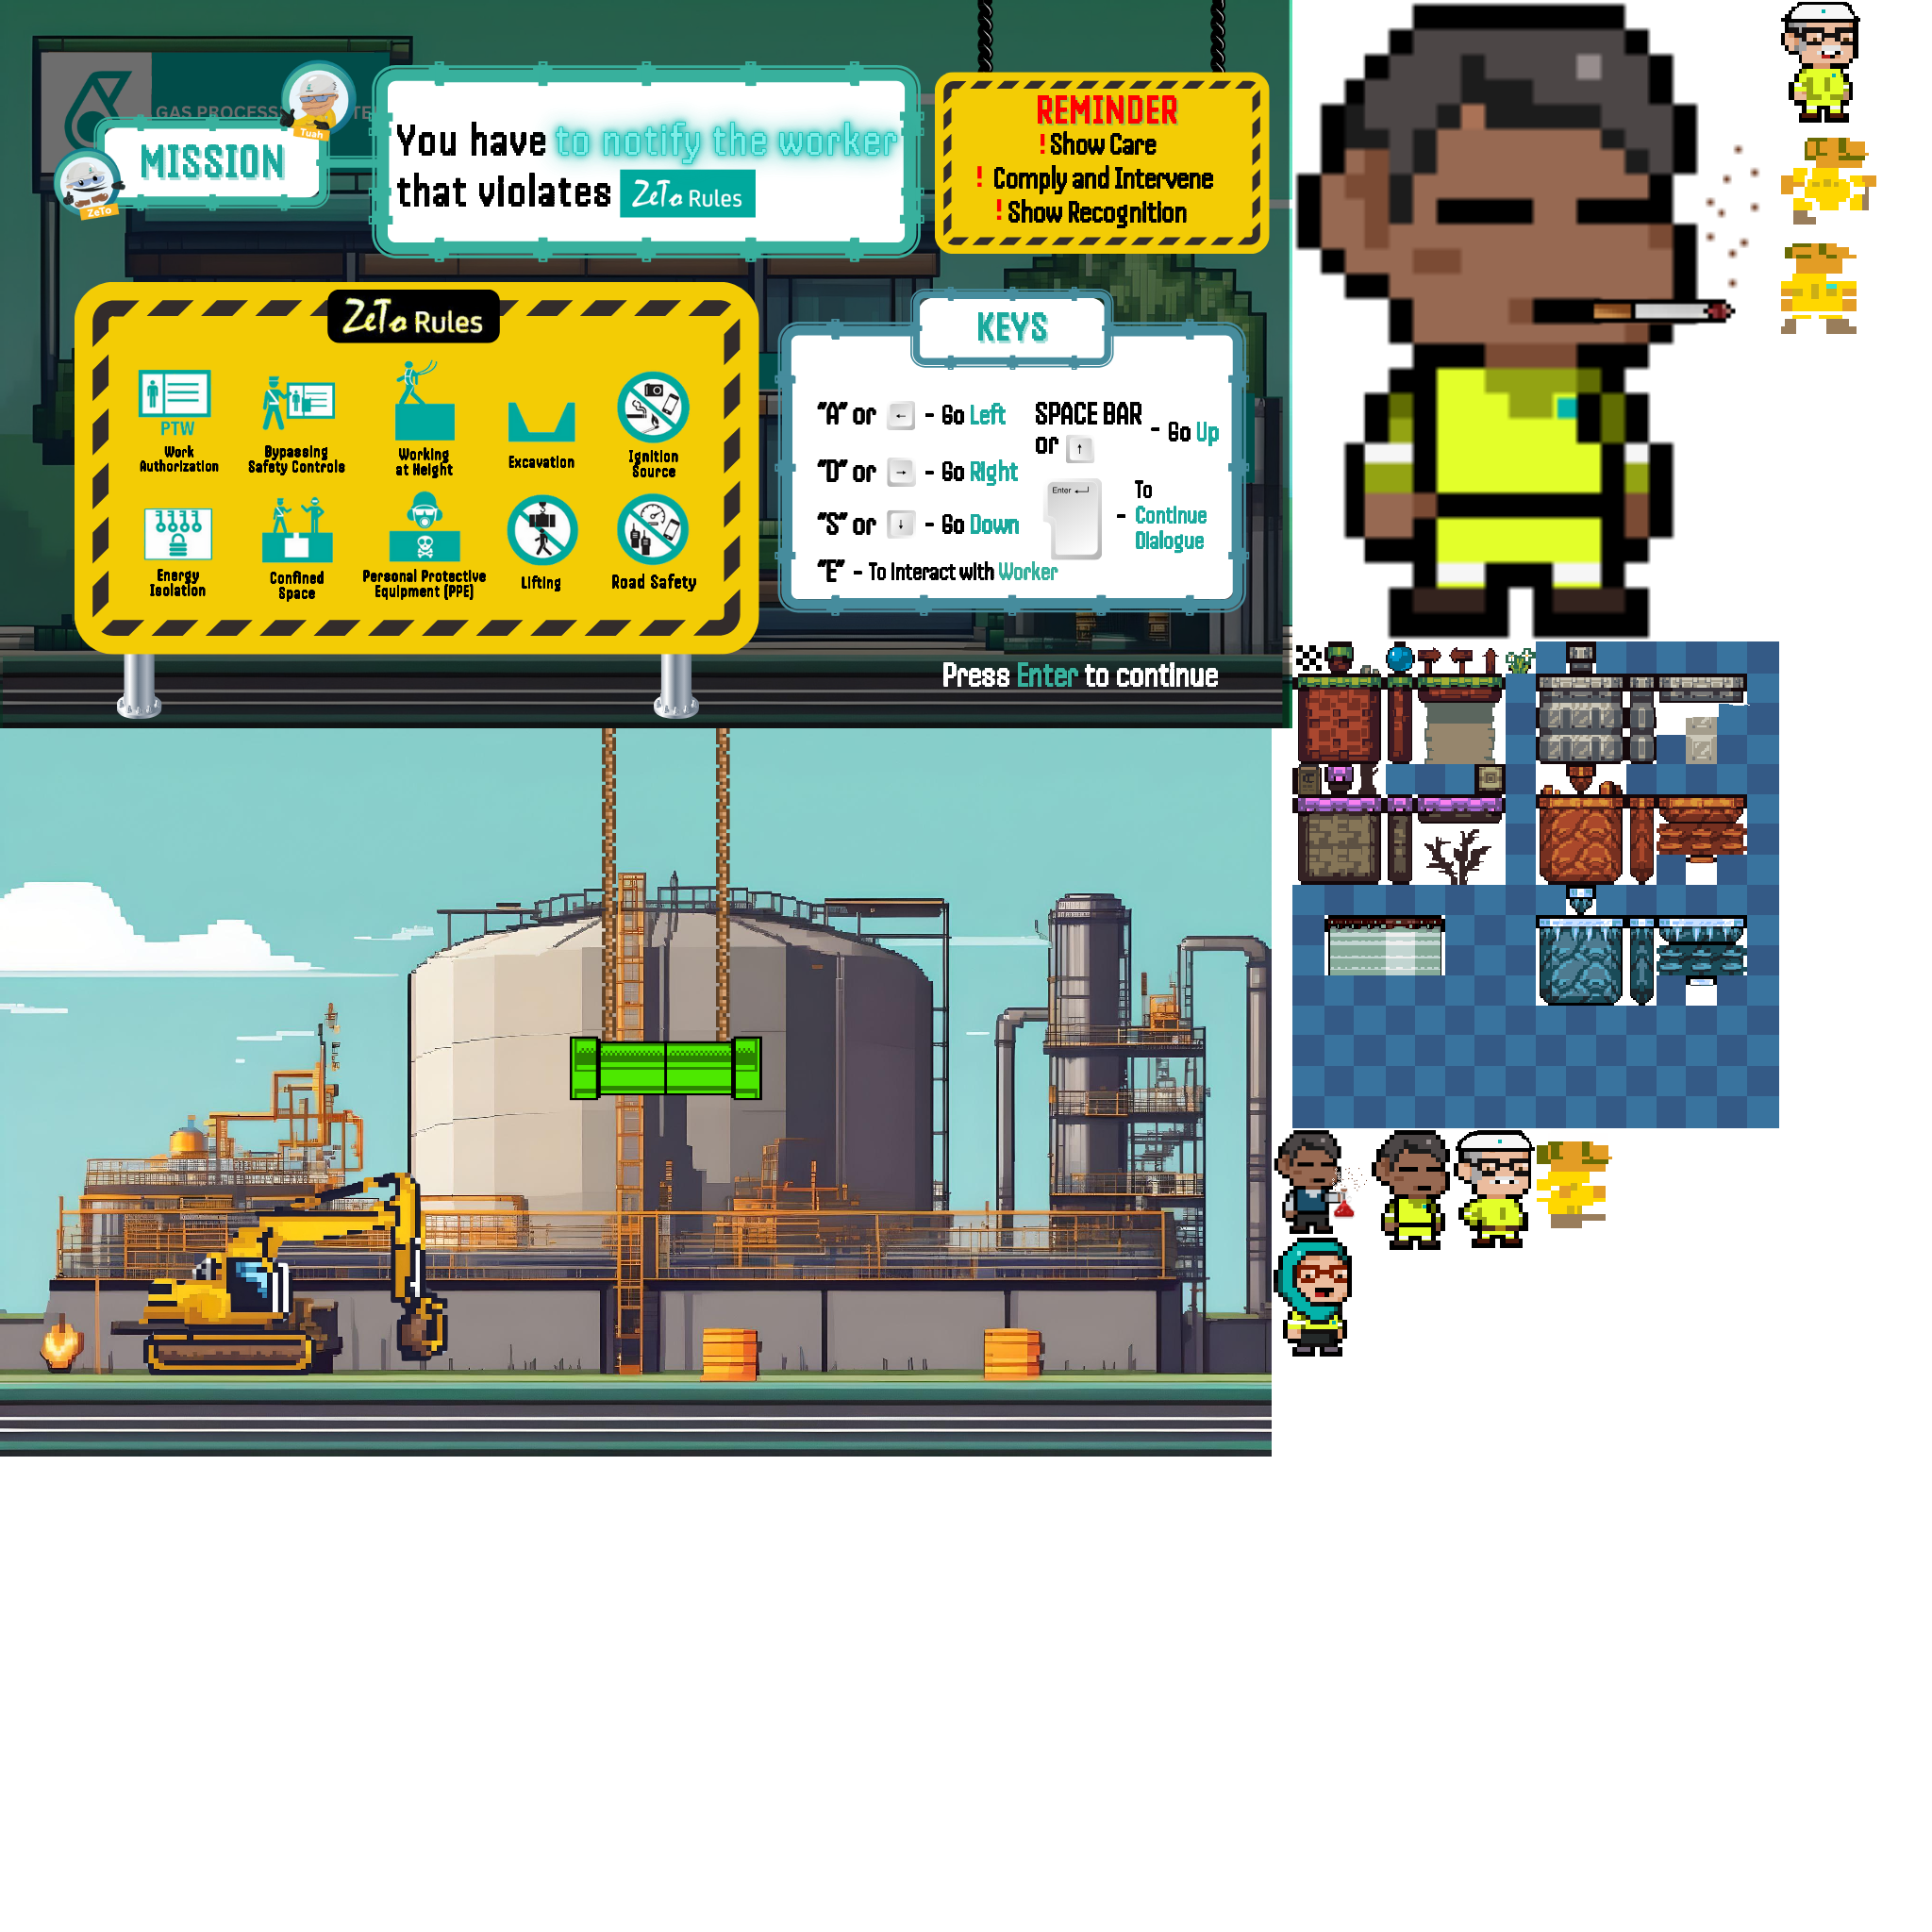 GAS PROCESS
TE
Tuah
MISSION
ZeTo
You have to notify the worker
that violates ZeTo Rules
REMINDER
! Show Care
! Comply and Intervene
! Show Recognition
ZeTo Rules
PTW
Work
Authorization
Bypassing
Safety Controls
Working
at Height
Excavation
Ignition
Source
Energy
Isolation
Confined
Space
Personal Protective
Equipment (PPE)
Lifting
Road Safety
KEYS
"A" or ← - Go Left
"D" or → - Go Right
"S" or ↓ - Go Down
"E" - To Interact with Worker
SPACE BAR
or ↑ - Go Up
Enter - To
Continue
Dialogue
Press Enter to continue